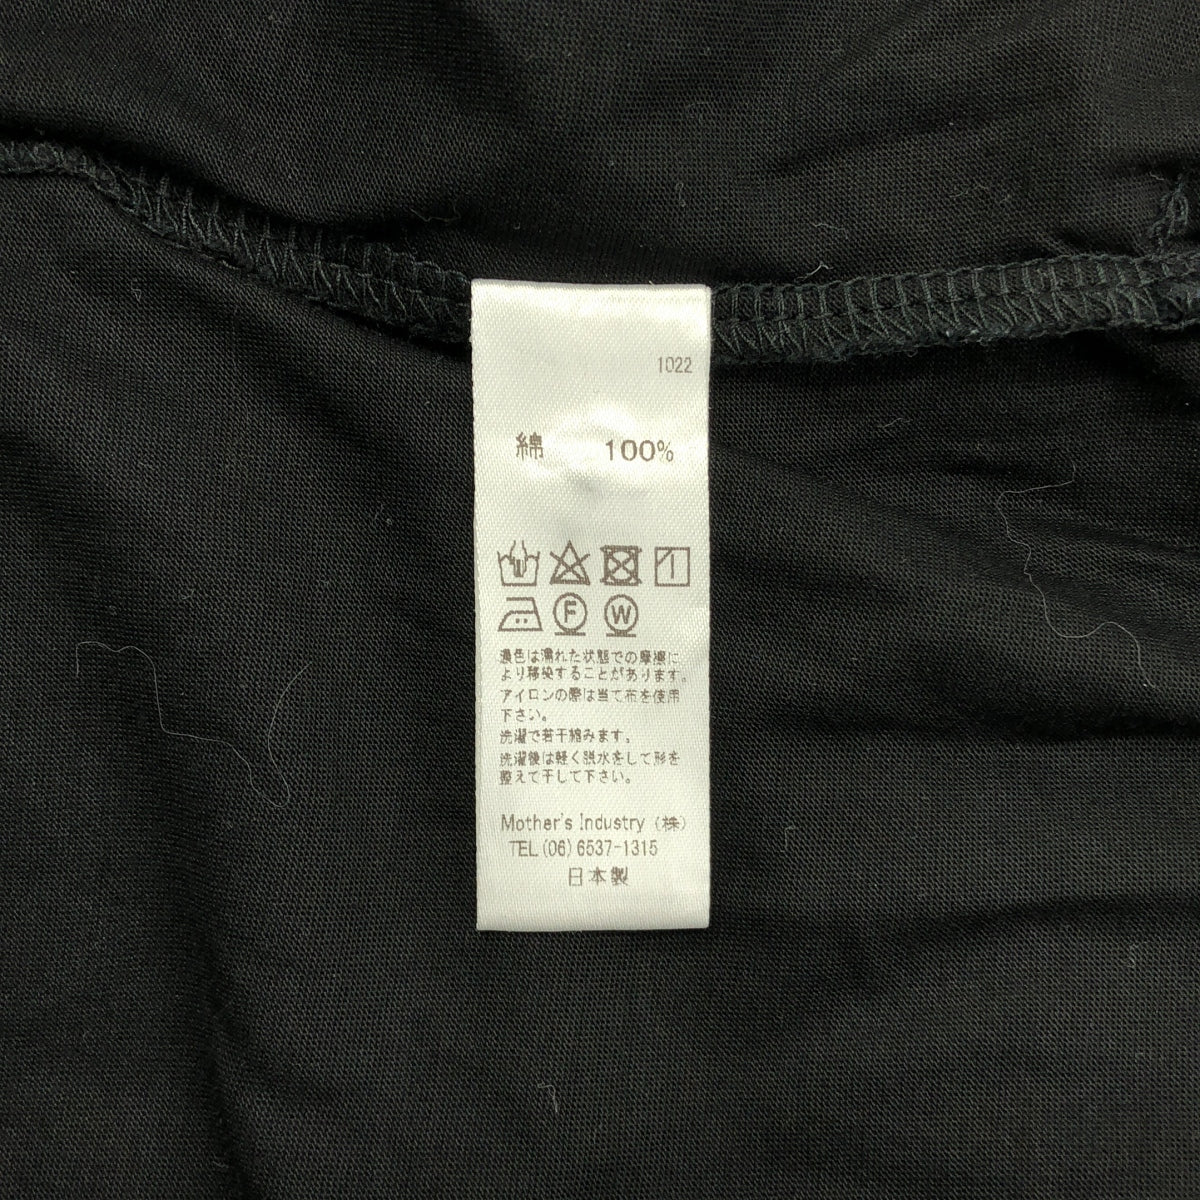 1022
綿 100%
F W
濃色は濡れた状態での摩擦に
より移染することがあります。
アイロンの際は当て布を使用
下さい。
洗濯で若干縮みます。
洗濯後は軽く脱水をして形を
整えて干して下さい。
Mother's Industry (株)
TEL (06) 6537-1315
日本製